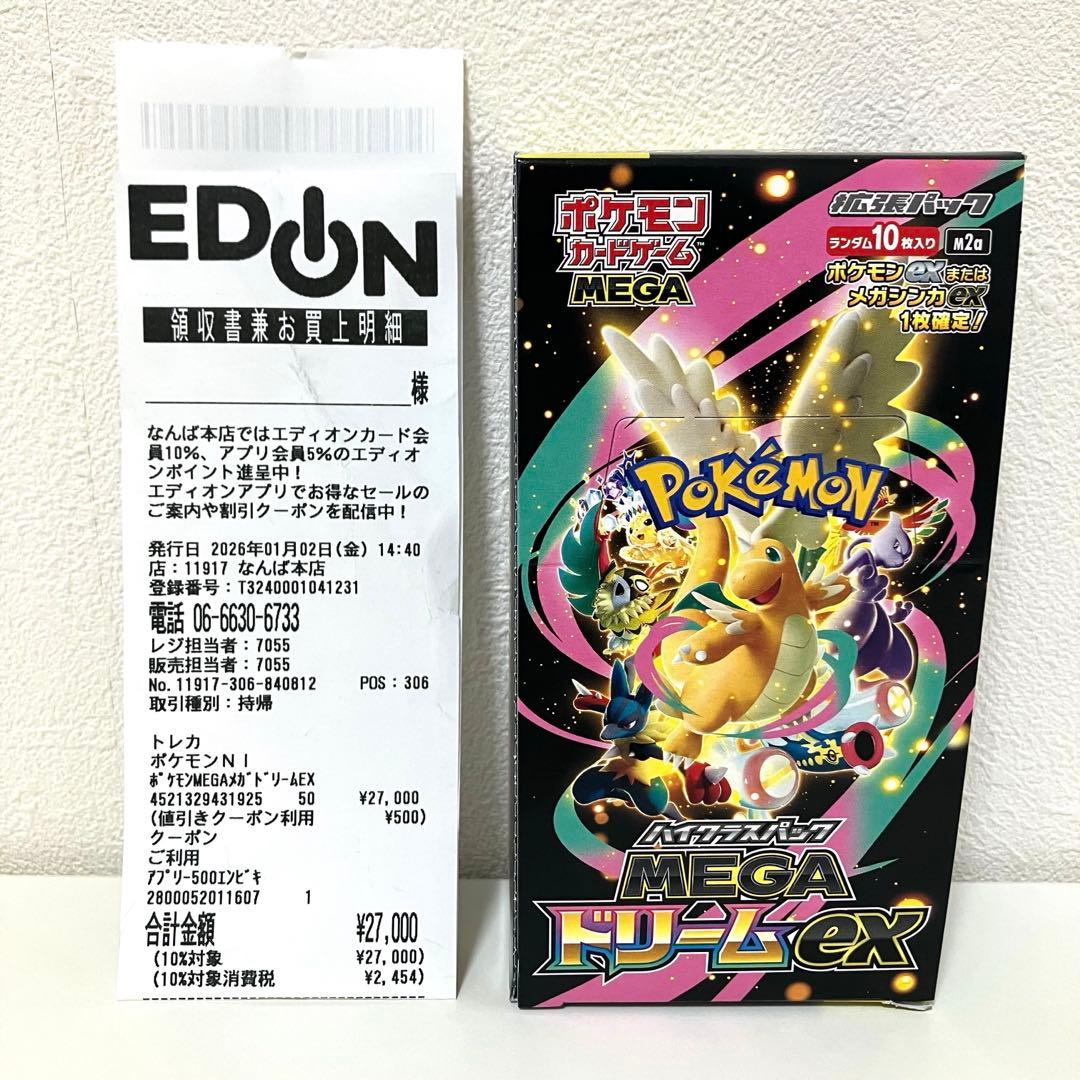 EDION
領収書兼お買上明細
様
なんば本店ではエディオンカード会
員10%、アプリ会員5%のエディオ
ンポイント進呈中！
エディオンアプリでお得なセールの
ご案内や割引クーポンを配信中！
発行日 2026年01月02日(金) 14:40
店：11917 なんば本店
登録番号：T3240001041231
電話 06-6630-6733
レジ担当者：7055
販売担当者：7055
No.11917-306-840812 POS：306
取引種別：持帰
トレカ
ポケモンＮＩ
ﾎﾟｹﾓﾝMEGAﾒｶﾞﾄﾞﾘｰﾑEX
4521329431925 50 ¥27,000
(値引きクーポン利用 ¥500)
クーポン
ご利用
ｱﾌﾟﾘｰ500ｴﾝﾋﾞｷ
2800052011607 1
合計金額 ¥27,000
(10%対象 ¥27,000)
(10%対象消費税 ¥2,454)
ポケモン
カードゲーム™
MEGA
拡張パック
ランダム10枚入り M2a
ポケモンexまたは
メガシンカex
1枚確定！
POKéMON™
ハイクラスパック
MEGA
ドリームex